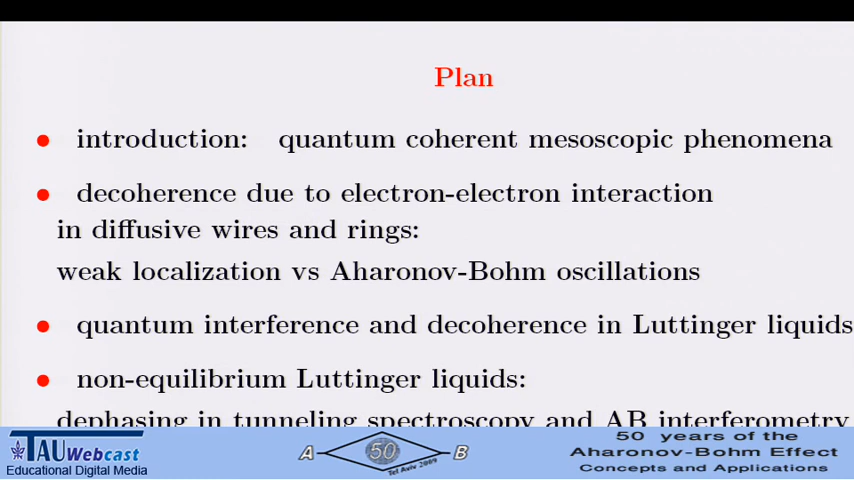 Plan
introduction: quantum coherent mesoscopic phenomena
decoherence due to electron-electron interaction
in diffusive wires and rings:
weak localization vs Aharonov-Bohm oscillations
quantum interference and decoherence in Luttinger liquids
non-equilibrium Luttinger liquids:
dephasing in tunneling spectroscopy and AB interferometry
TAU Webcast
Educational Digital Media
A 50 B
Tel Aviv 2009
50 years of the
Aharonov-Bohm Effect
Concepts and Applications